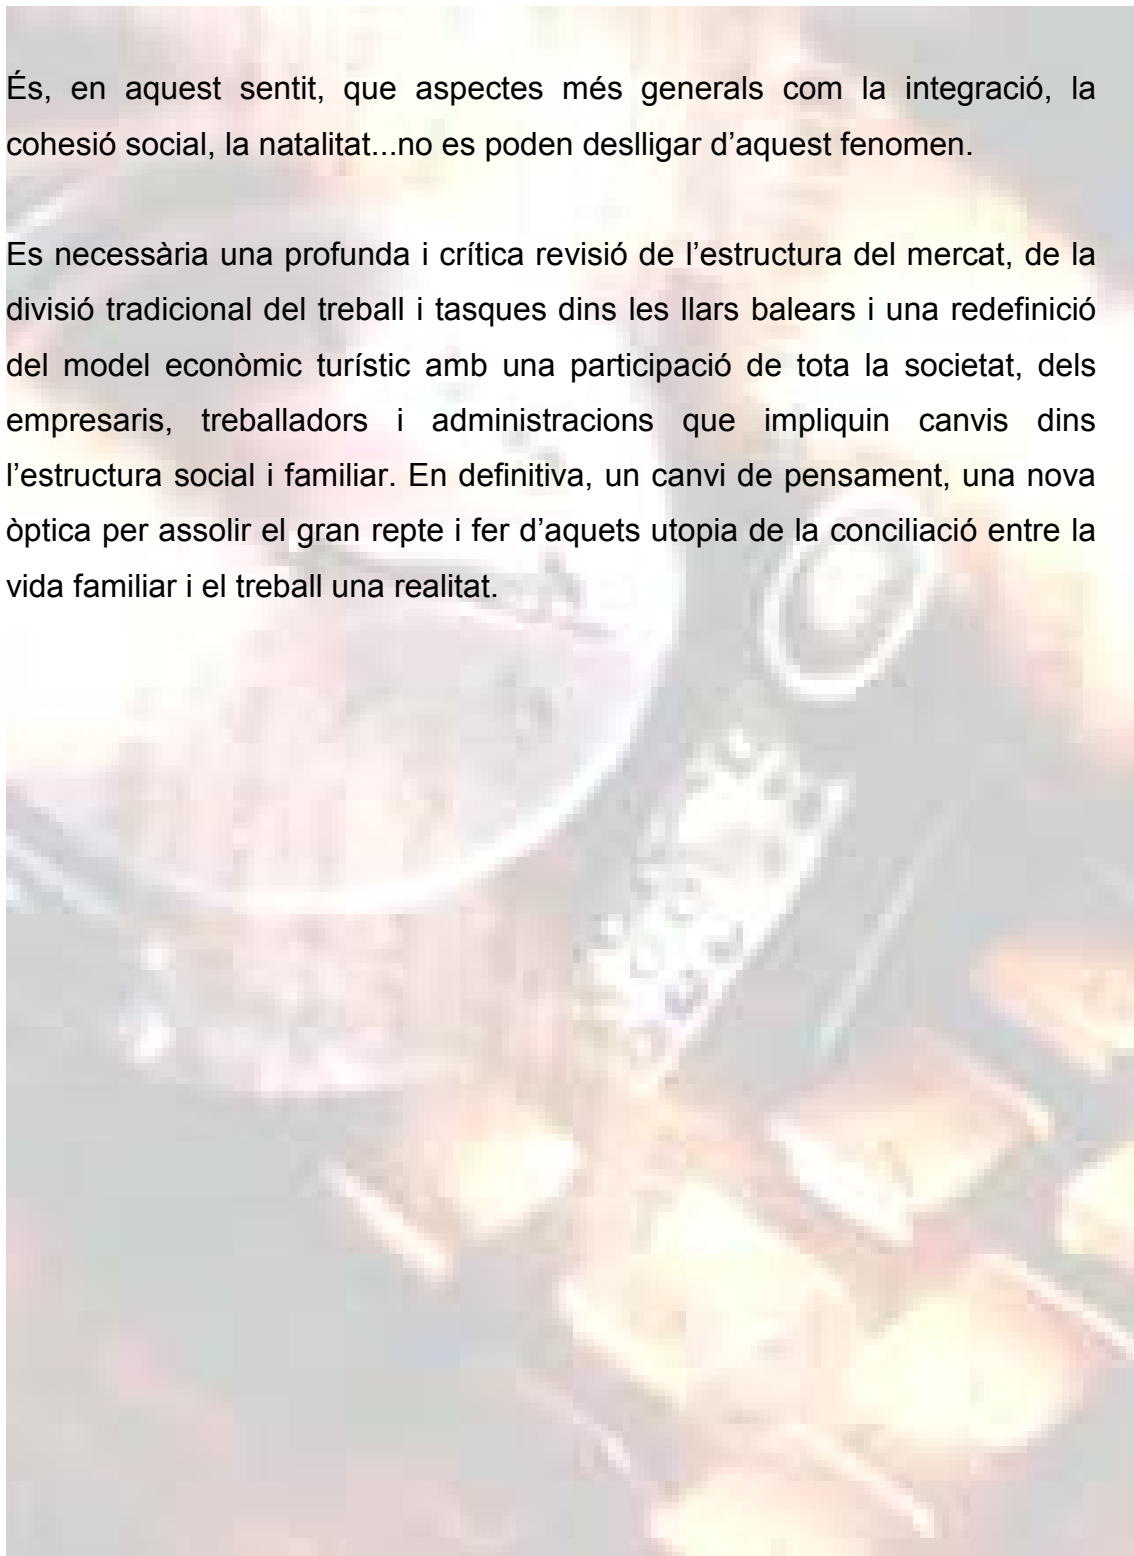 És, en aquest sentit, que aspectes més generals com la integració, la
cohesió social, la natalitat...no es poden deslligar d’aquest fenomen.
Es necessària una profunda i crítica revisió de l’estructura del mercat, de la
divisió tradicional del treball i tasques dins les llars balears i una redefinició
del model econòmic turístic amb una participació de tota la societat, dels
empresaris, treballadors i administracions que impliquin canvis dins
l’estructura social i familiar. En definitiva, un canvi de pensament, una nova
òptica per assolir el gran repte i fer d’aquets utopia de la conciliació entre la
vida familiar i el treball una realitat.